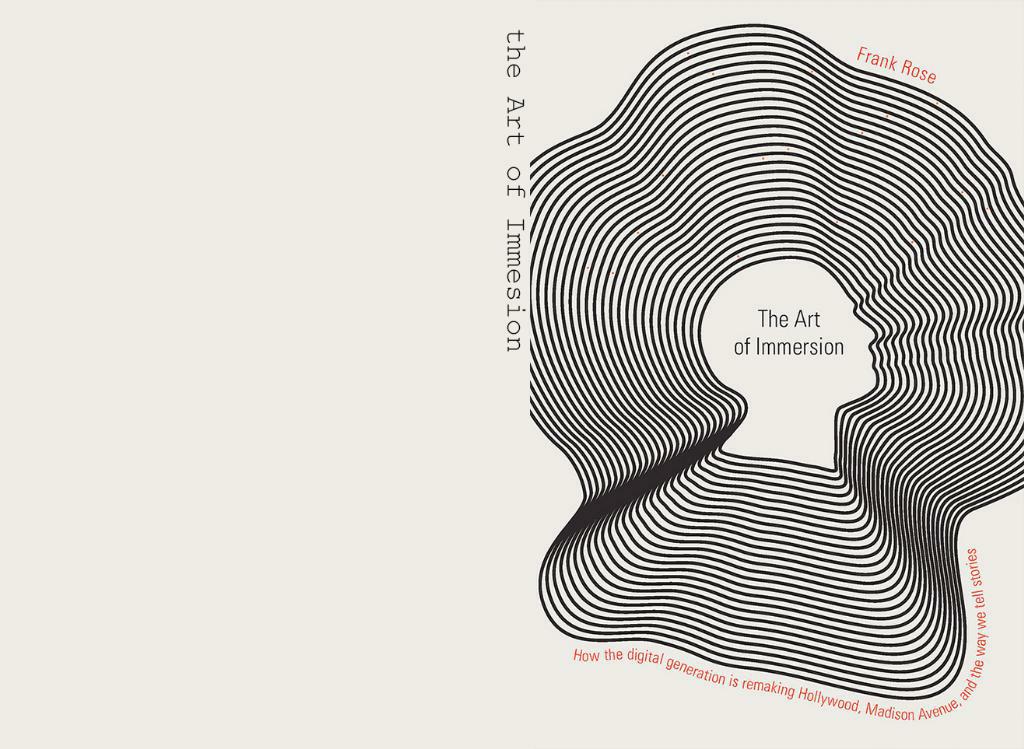 the Art of Immesion
Frank Rose
The Art
of Immersion
How the digital generation is remaking Hollywood, Madison Avenue, and the way we tell stories